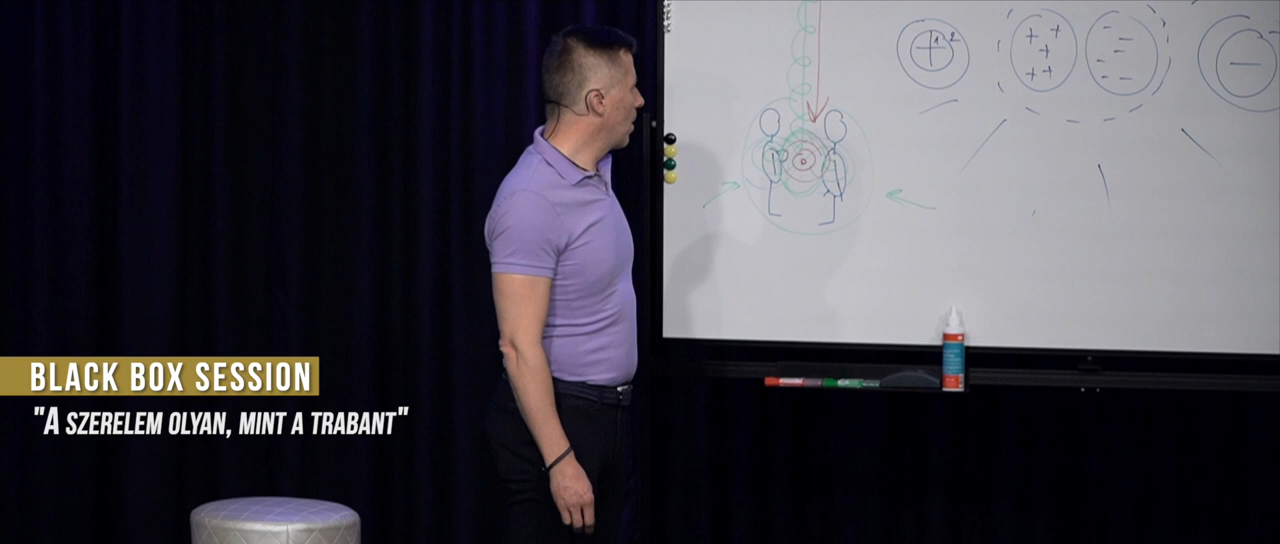 BLACK BOX SESSION
"A SZERELEM OLYAN, MINT A TRABANT"